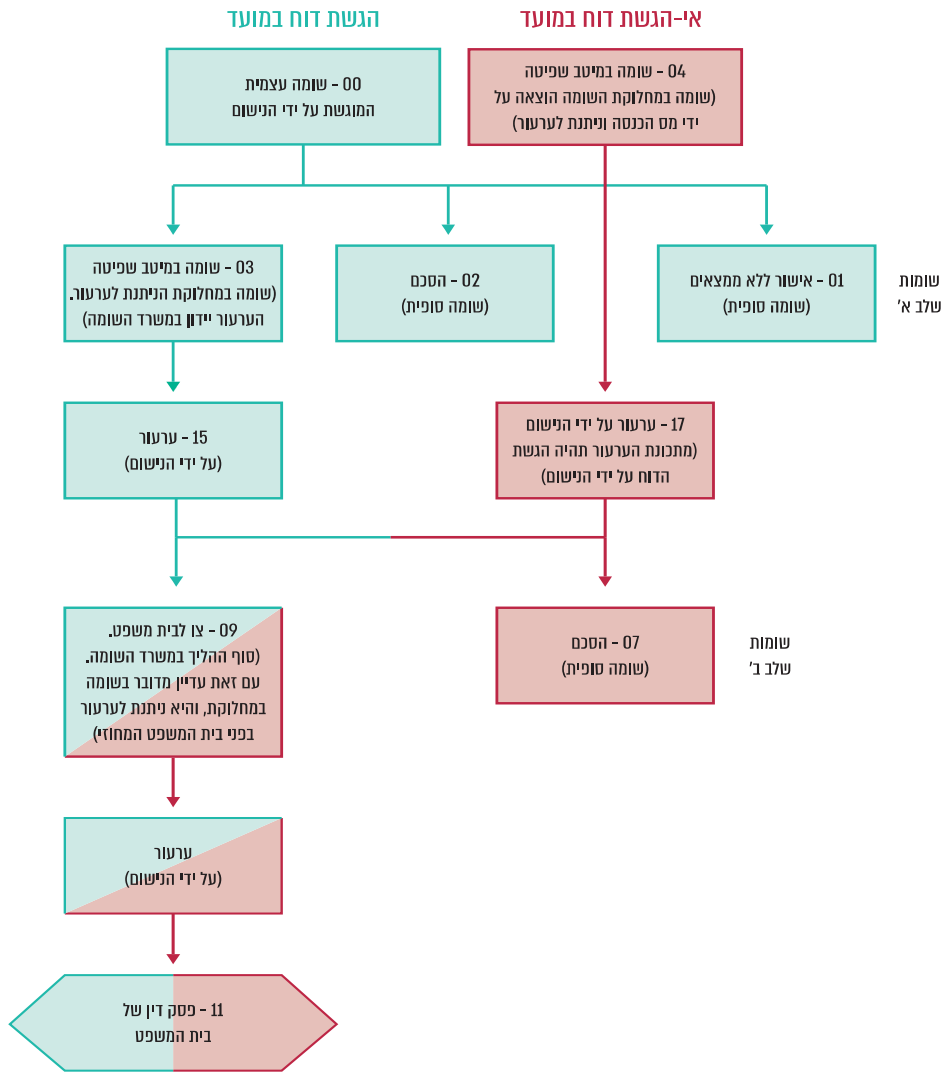 אי-הגשת דוח במועד
הגשת דוח במועד
04 - שומה במיטב שפיטה
(שומה במחלוקת השומה הוצאה על
ידי מס הכנסה וניתנת לערעור)
00 - שומה עצמית
המוגשת על ידי הנישום
שומות
שלב א'
01 - אישור ללא ממצאים
(שומה סופית)
02 - הסכם
(שומה סופית)
03 - שומה במיטב שפיטה
(שומה במחלוקת הניתנת לערעור.
הערעור יידון במשרד השומה)
17 - ערעור על ידי הנישום
(מתכונת הערעור תהיה הגשת
הדוח על ידי הנישום)
15 - ערעור
(על ידי הנישום)
שומות
שלב ב'
07 - הסכם
(שומה סופית)
09 - צו לבית משפט.
(סוף ההליך במשרד השומה.
עם זאת עדיין מדובר בשומה
במחלוקת, והיא ניתנת לערעור
בפני בית המשפט המחוזי)
ערעור
(על ידי הנישום)
11 - פסק דין של
בית המשפט